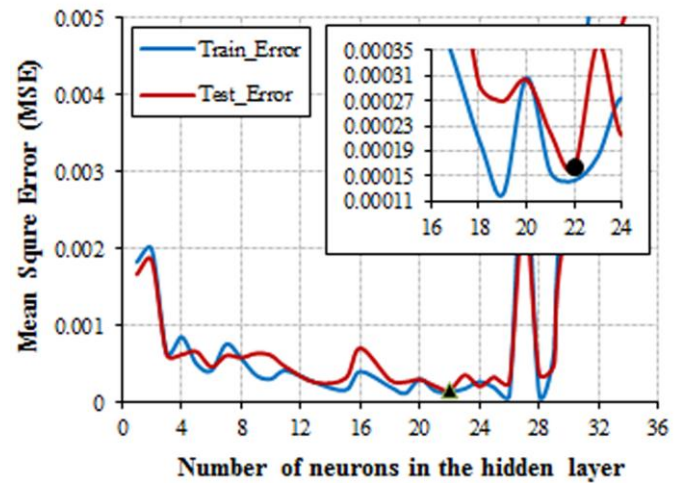 0.005
0.004
0.003
0.002
0.001
0
Mean Squre Error (MSE)
Train_Error
Test_Error
0.00035
0.00031
0.00027
0.00023
0.00019
0.00015
0.00011
16 18 20 22 24
0 4 8 12 16 20 24 28 32 36
Number of neurons in the hidden layer